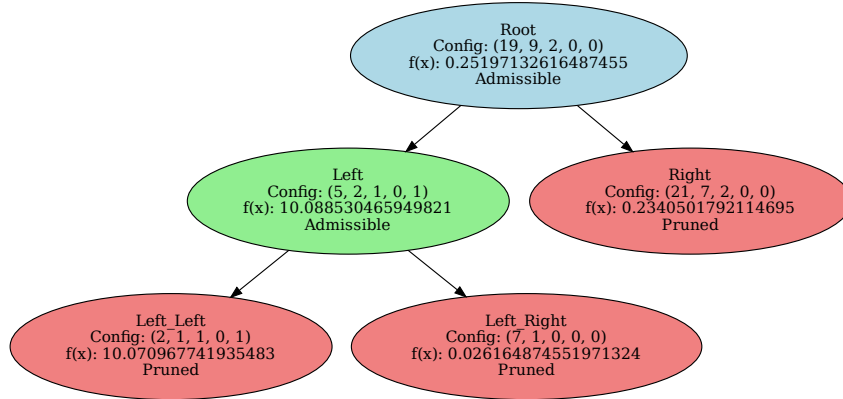 Root
Config: (19, 9, 2, 0, 0)
f(x): 0.25197132616487455
Admissible
Left
Config: (5, 2, 1, 0, 1)
f(x): 10.088530465949821
Admissible
Right
Config: (21, 7, 2, 0, 0)
f(x): 0.2340501792114695
Pruned
Left_Left
Config: (2, 1, 1, 0, 1)
f(x): 10.070967741935483
Pruned
Left_Right
Config: (7, 1, 0, 0, 0)
f(x): 0.026164874551971324
Pruned